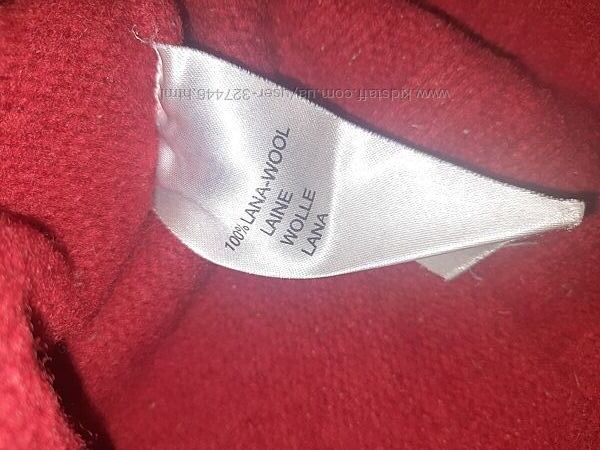 100% LANA-WOOL
LAINE
WOLLE
LANA
www.kidstaff.com.ua/user-327446.html